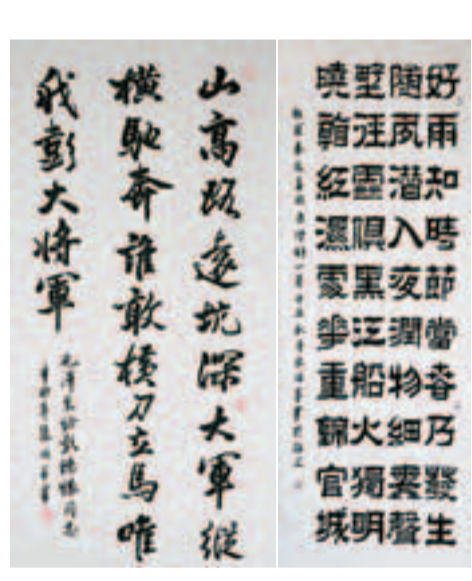 好雨知時節當春乃發生
隨風潛入夜潤物細無聲
野徑雲俱黑江船火獨明
曉看紅濕處華重錦官城
山高路遠坑深大軍縱
橫馳奔誰敢橫刀立馬唯
我彭大將軍